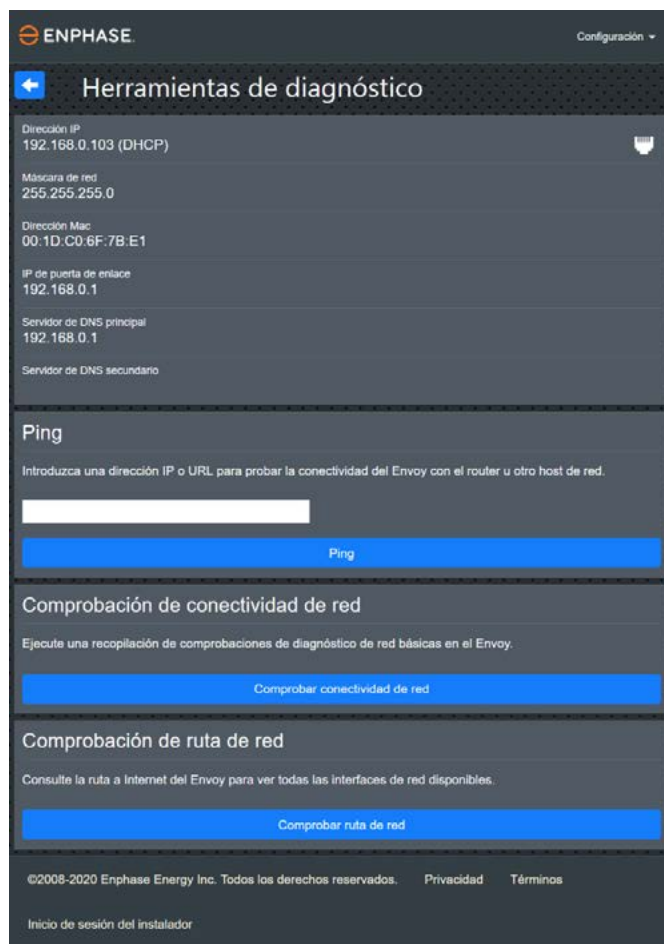 ENPHASE.
Configuración
Herramientas de diagnóstico
Dirección IP
192.168.0.103 (DHCP)
Máscara de red
255.255.255.0
Dirección Mac
00:1D:C0:6F:7B:E1
IP de puerta de enlace
192.168.0.1
Servidor de DNS principal
192.168.0.1
Servidor de DNS secundario
Ping
Introduzca una dirección IP o URL para probar la conectividad del Envoy con el router u otro host de red.
Ping
Comprobación de conectividad de red
Ejecute una recopilación de comprobaciones de diagnóstico de red básicas en el Envoy.
Comprobar conectividad de red
Comprobación de ruta de red
Consulte la ruta a Internet del Envoy para ver todas las interfaces de red disponibles.
Comprobar ruta de red
©2008-2020 Enphase Energy Inc. Todos los derechos reservados. Privacidad Términos
Inicio de sesión del instalador